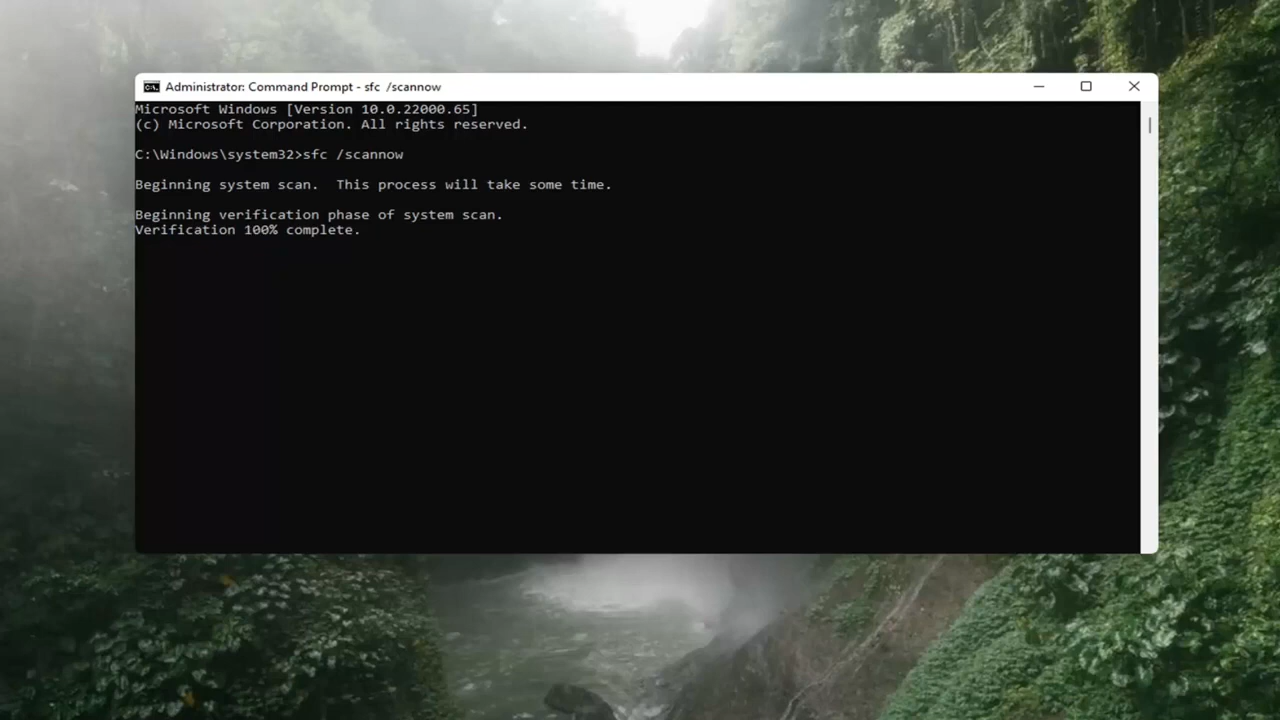 Administrator: Command Prompt - sfc /scannow
Microsoft Windows [Version 10.0.22000.65]
(c) Microsoft Corporation. All rights reserved.
C:\Windows\system32>sfc /scannow
Beginning system scan.  This process will take some time.
Beginning verification phase of system scan.
Verification 100% complete.